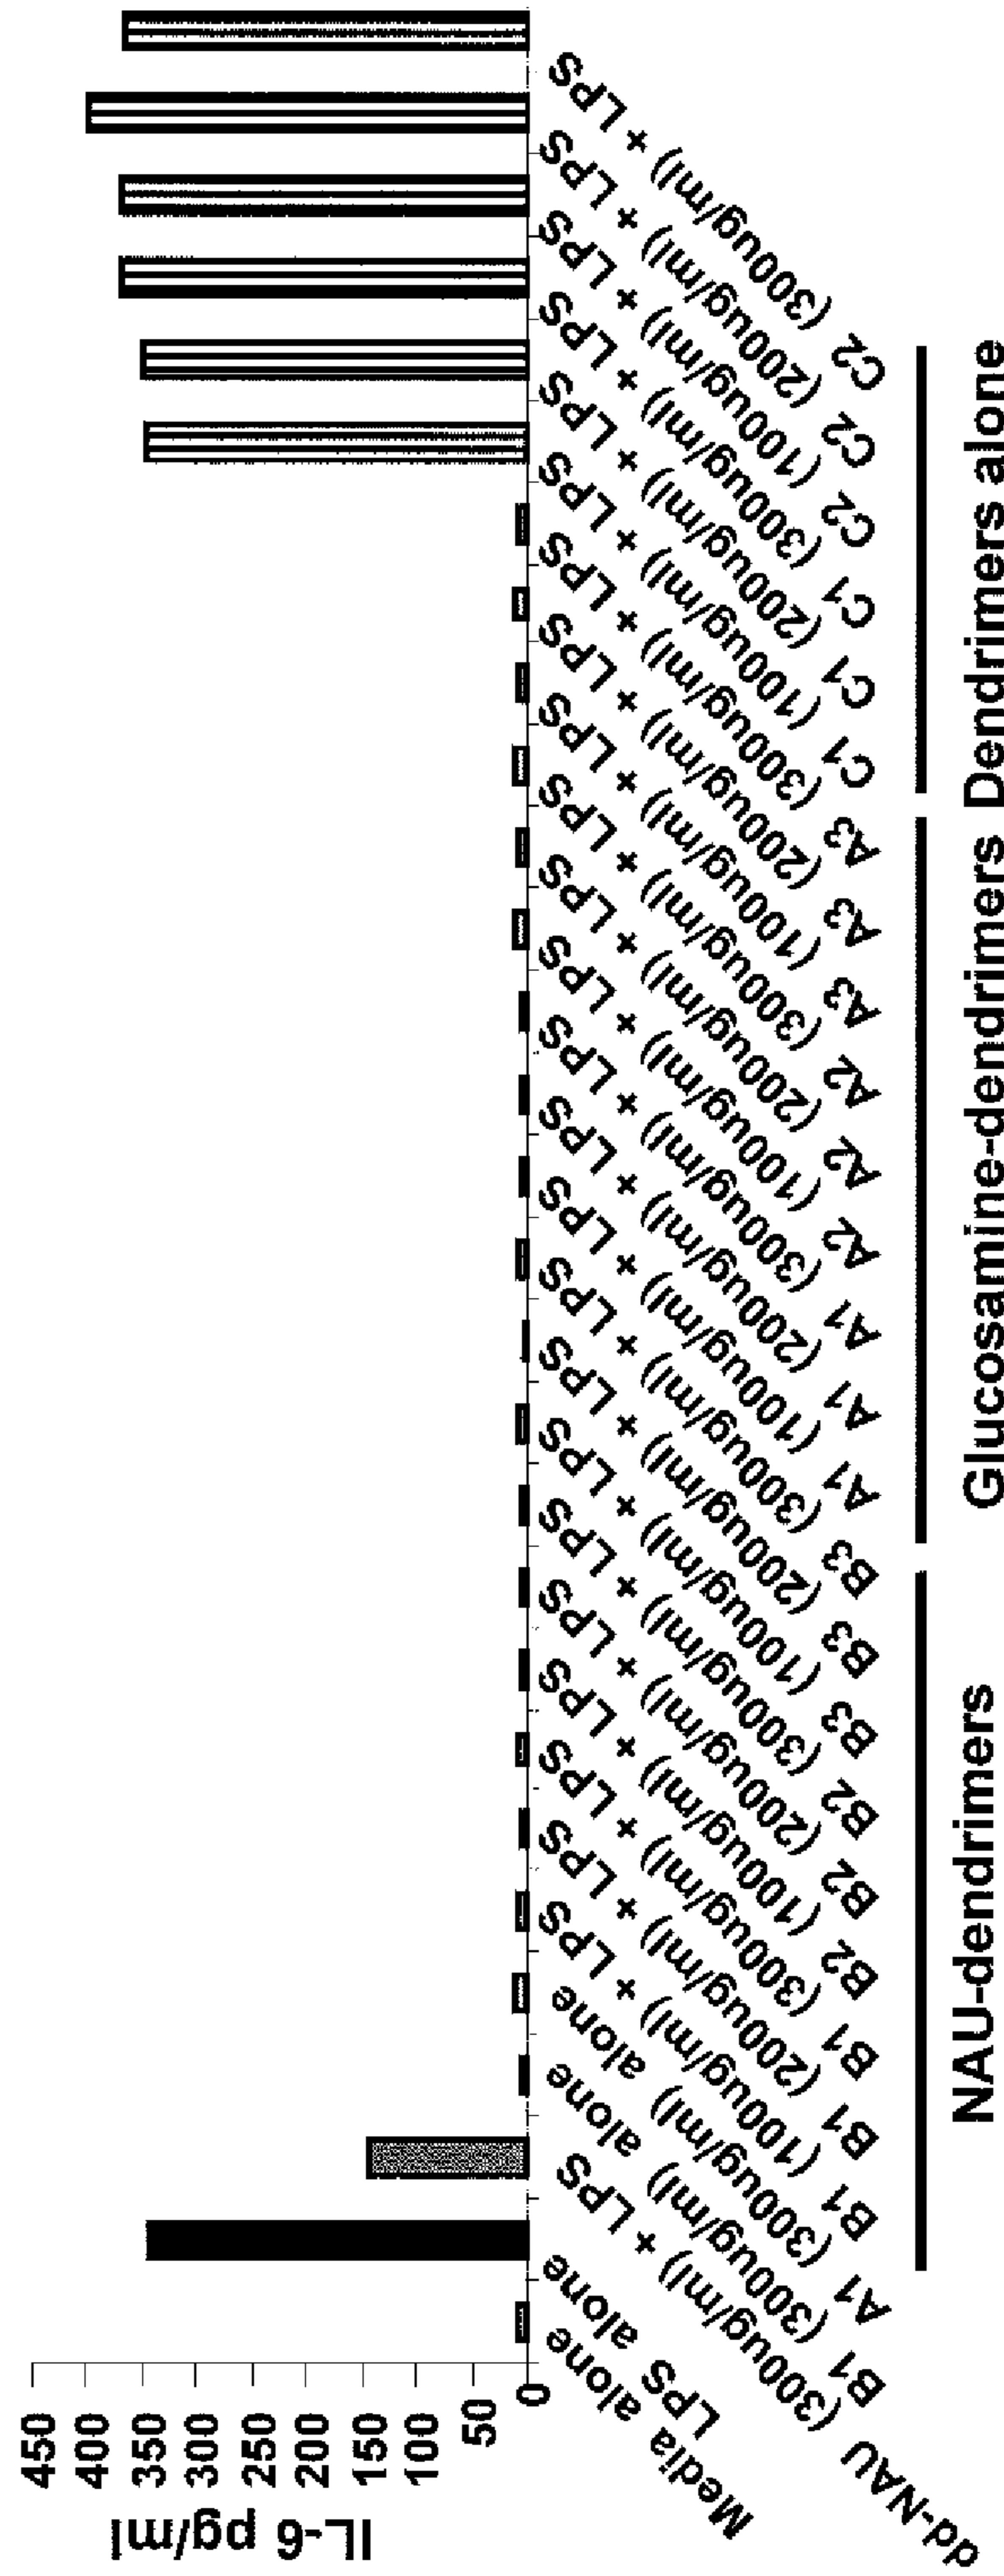 IL-6 pg/ml
450
400
350
300
250
200
150
100
50
0
Media alone
LPS alone
dd-NAU (300ug/ml) + LPS
B1 (300ug/ml) alone
A1 (300ug/ml) alone
B1 (100ug/ml) + LPS
B1 (200ug/ml) + LPS
B1 (300ug/ml) + LPS
B2 (100ug/ml) + LPS
B2 (200ug/ml) + LPS
B2 (300ug/ml) + LPS
B3 (100ug/ml) + LPS
B3 (200ug/ml) + LPS
B3 (300ug/ml) + LPS
A1 (100ug/ml) + LPS
A1 (200ug/ml) + LPS
A1 (300ug/ml) + LPS
A2 (100ug/ml) + LPS
A2 (200ug/ml) + LPS
A2 (300ug/ml) + LPS
A3 (100ug/ml) + LPS
A3 (200ug/ml) + LPS
A3 (300ug/ml) + LPS
C1 (100ug/ml) + LPS
C1 (200ug/ml) + LPS
C1 (300ug/ml) + LPS
C2 (100ug/ml) + LPS
C2 (200ug/ml) + LPS
C2 (300ug/ml) + LPS
NAU-dendrimers
Glucosamine-dendrimers
Dendrimers alone